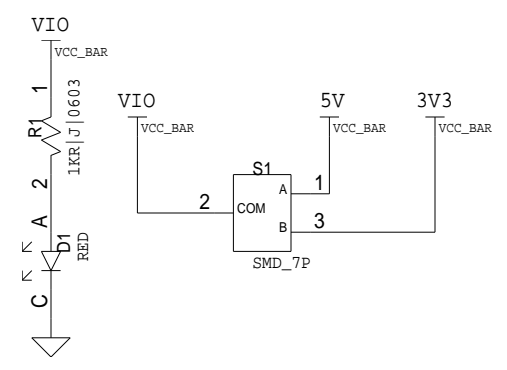 VIO
VCC_BAR
1
R1
1KR|J|0603
2
A
D1
RED
C
VIO
VCC_BAR
5V
VCC_BAR
3V3
VCC_BAR
S1
2
COM
A
1
B
3
SMD_7P